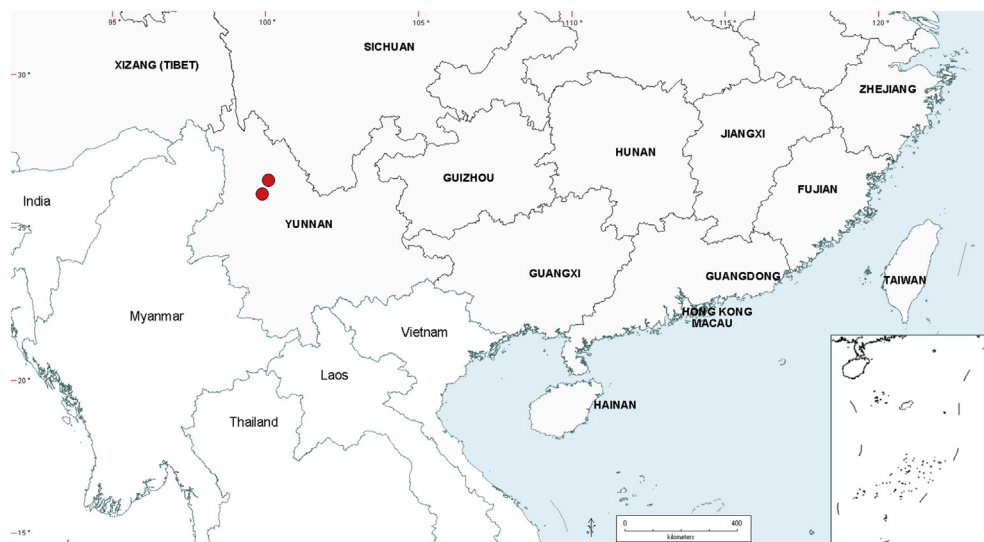 95 °
100 °
105 °
110 °
115 °
120 °
SICHUAN
XIZANG (TIBET)
30 °
ZHEJIANG
JIANGXI
HUNAN
GUIZHOU
FUJIAN
India
YUNNAN
25 °
GUANGXI
GUANGDONG
TAIWAN
HONG KONG
MACAU
Myanmar
Vietnam
Laos
20 °
HAINAN
Thailand
15 °
0
400
kilometers